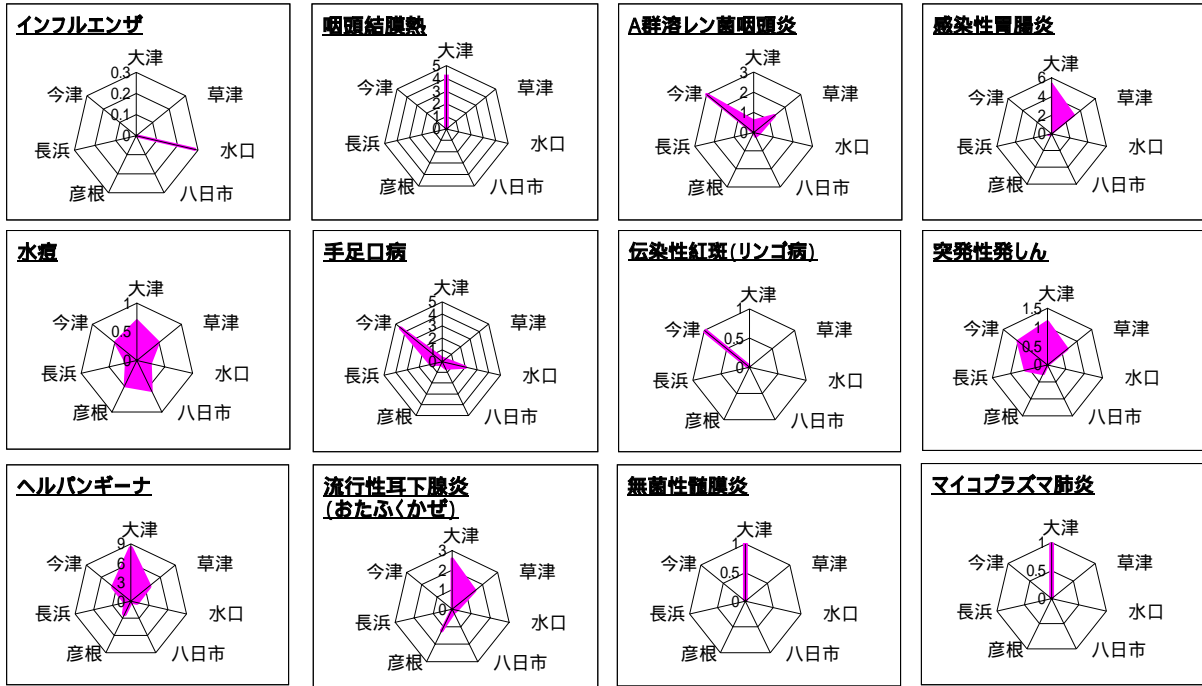 インフルエンザ
大津
0.3
草津
今津
0.2
0.1
0
水口
長浜
彦根
八日市
咽頭結膜熱
大津
5
4
草津
今津
3
2
1
0
水口
長浜
彦根
八日市
A群溶レン菌咽頭炎
大津
3
草津
今津
2
1
0
水口
長浜
彦根
八日市
感染性胃腸炎
大津
6
草津
今津
4
2
0
水口
長浜
彦根
八日市
水痘
大津
1
草津
今津
0.5
0
水口
長浜
彦根
八日市
手足口病
大津
5
4
草津
今津
3
2
1
0
水口
長浜
彦根
八日市
伝染性紅斑(リンゴ病)
大津
1
草津
今津
0.5
0
水口
長浜
彦根
八日市
突発性発しん
大津
1.5
草津
今津
1
0.5
0
水口
長浜
彦根
八日市
ヘルパンギーナ
大津
9
草津
今津
6
3
0
水口
長浜
彦根
八日市
流行性耳下腺炎
(おたふくかぜ)
大津
3
草津
今津
2
1
0
水口
長浜
彦根
八日市
無菌性髄膜炎
大津
1
草津
今津
0.5
0
水口
長浜
彦根
八日市
マイコプラズマ肺炎
大津
1
草津
今津
0.5
0
水口
長浜
彦根
八日市